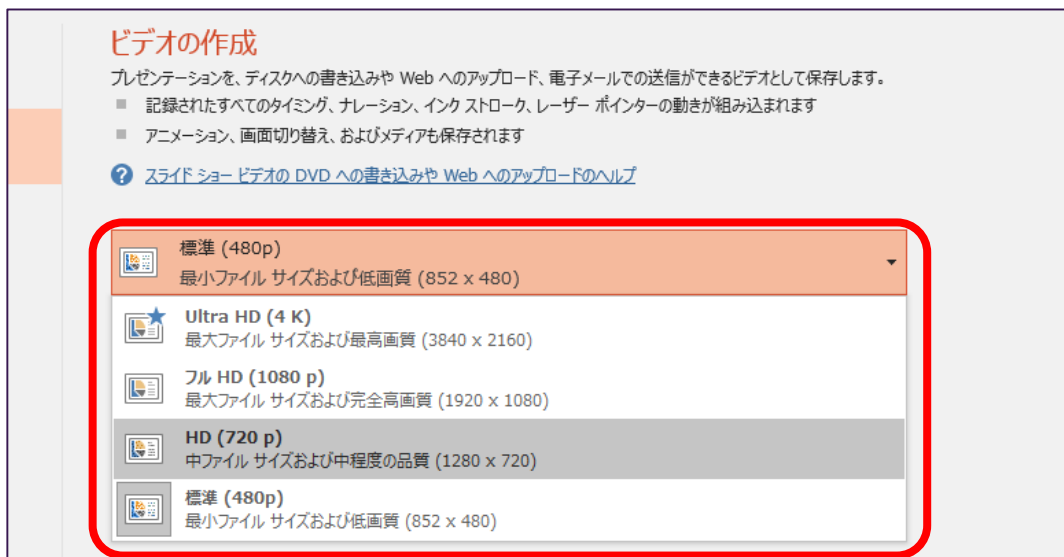 ビデオの作成
プレゼンテーションを、ディスクへの書き込みや Web へのアップロード、電子メールでの送信ができるビデオとして保存します。
記録されたすべてのタイミング、ナレーション、インク ストローク、レーザー ポインターの動きが組み込まれます
アニメーション、画面切り替え、およびメディアも保存されます
スライド ショー ビデオの DVD への書き込みや Web へのアップロードのヘルプ
標準 (480p)
最小ファイル サイズおよび低画質 (852 x 480)
Ultra HD (4 K)
最大ファイル サイズおよび最高画質 (3840 x 2160)
フル HD (1080 p)
最大ファイル サイズおよび完全高画質 (1920 x 1080)
HD (720 p)
中ファイル サイズおよび中程度の品質 (1280 x 720)
標準 (480p)
最小ファイル サイズおよび低画質 (852 x 480)